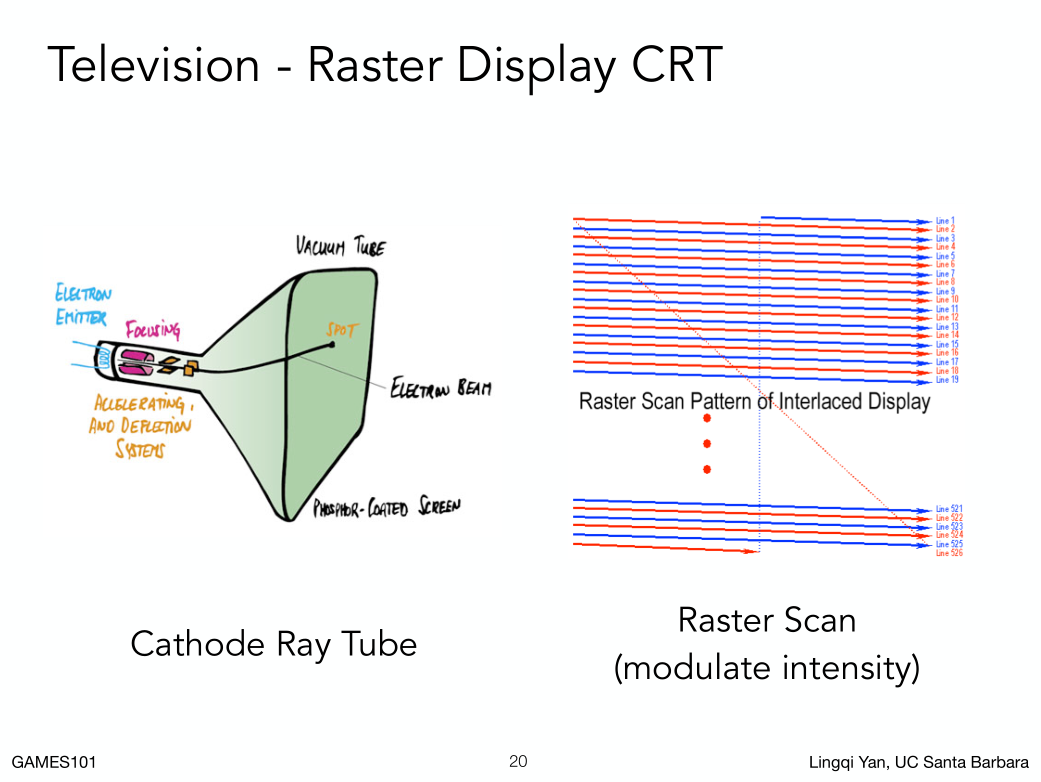 Television - Raster Display CRT
VACUUM TUBE
ELECTRON
EMITTER
FOCUSING
SPOT
ELECTRON BEAM
ACCELERATING,
AND DEFLECTION
SYSTEMS
PHOSPHOR-COATED SCREEN
Cathode Ray Tube
Line 1
Line 2
Line 3
Line 4
Line 5
Line 6
Line 7
Line 8
Line 9
Line 10
Line 11
Line 12
Line 13
Line 14
Line 15
Line 16
Line 17
Line 18
Line 19
Raster Scan Pattern of Interlaced Display
Line 521
Line 522
Line 523
Line 524
Line 525
Line 526
Raster Scan
(modulate intensity)
GAMES101
20
Lingqi Yan, UC Santa Barbara